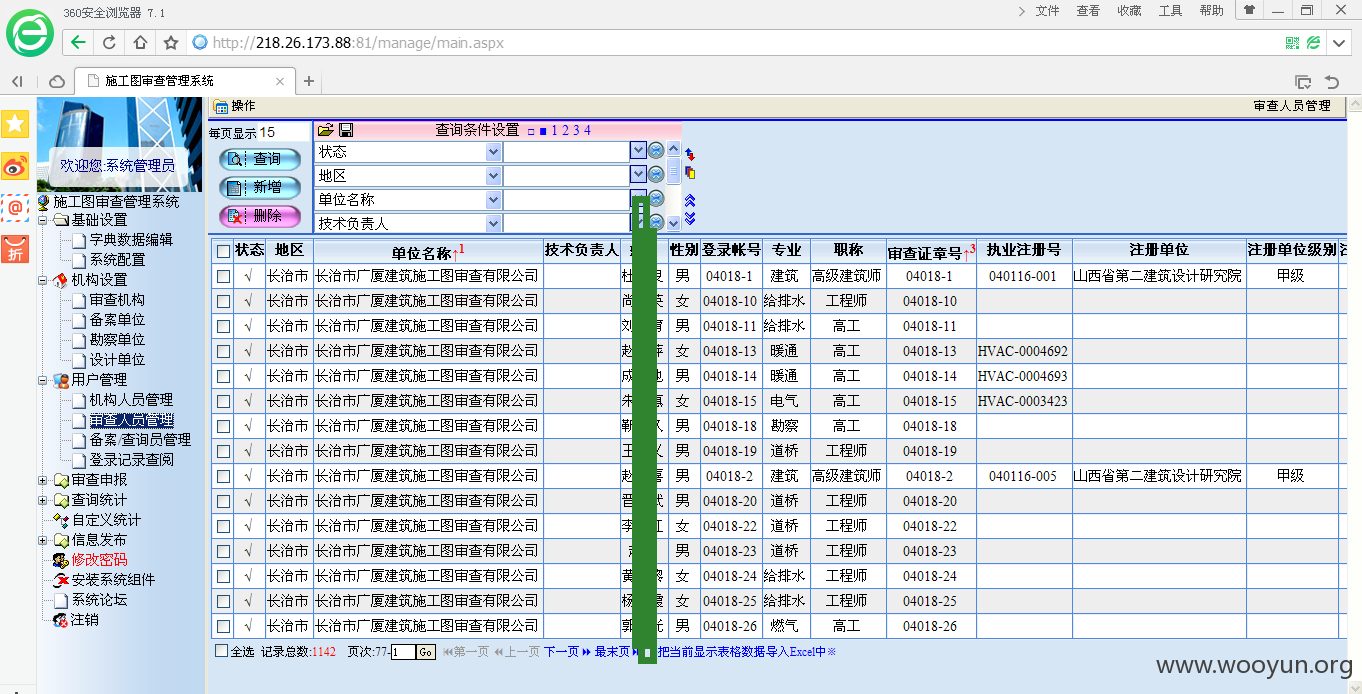 360安全浏览器 7.1
文件 查看 收藏 工具 帮助
http://218.26.173.88:81/manage/main.aspx
施工图审查管理系统
操作
审查人员管理
欢迎您:系统管理员
施工图审查管理系统
基础设置
字典数据编辑
系统配置
机构设置
审查机构
备案单位
勘察单位
设计单位
用户管理
机构人员管理
审查人员管理
备案/查询员管理
登录记录查阅
审查申报
查询统计
自定义统计
信息发布
修改密码
安装系统组件
系统论坛
注销
折
@
每页显示 15
查询
新增
删除
查询条件设置 □ ■ 1 2 3 4
状态
地区
单位名称
技术负责人
状态 地区 单位名称↑1 技术负责人 性别 登录帐号 专业 职称 审查证章号↑3 执业注册号 注册单位 注册单位级别
√ 长治市 长治市广厦建筑施工图审查有限公司 杜 男 04018-1 建筑 高级建筑师 04018-1 040116-001 山西省第二建筑设计研究院 甲级
√ 长治市 长治市广厦建筑施工图审查有限公司 尚 英 女 04018-10 给排水 工程师 04018-10
√ 长治市 长治市广厦建筑施工图审查有限公司 刘 男 04018-11 给排水 高工 04018-11
√ 长治市 长治市广厦建筑施工图审查有限公司 赵 萍 女 04018-13 暖通 高工 04018-13 HVAC-0004692
√ 长治市 长治市广厦建筑施工图审查有限公司 成 男 04018-14 暖通 高工 04018-14 HVAC-0004693
√ 长治市 长治市广厦建筑施工图审查有限公司 朱 女 04018-15 电气 高工 04018-15 HVAC-0003423
√ 长治市 长治市广厦建筑施工图审查有限公司 靳 男 04018-18 勘察 高工 04018-18
√ 长治市 长治市广厦建筑施工图审查有限公司 王 男 04018-19 道桥 高工 04018-19
√ 长治市 长治市广厦建筑施工图审查有限公司 赵 喜 男 04018-2 建筑 高级建筑师 04018-2 040116-005 山西省第二建筑设计研究院 甲级
√ 长治市 长治市广厦建筑施工图审查有限公司 晋 男 04018-20 道桥 工程师 04018-20
√ 长治市 长治市广厦建筑施工图审查有限公司 李 红 女 04018-22 道桥 工程师 04018-22
√ 长治市 长治市广厦建筑施工图审查有限公司 男 04018-23 道桥 工程师 04018-23
√ 长治市 长治市广厦建筑施工图审查有限公司 黄 女 04018-24 给排水 工程师 04018-24
√ 长治市 长治市广厦建筑施工图审查有限公司 杨 霞 女 04018-25 给排水 工程师 04018-25
√ 长治市 长治市广厦建筑施工图审查有限公司 郭 光 男 04018-26 燃气 高工 04018-26
全选 记录总数:1142 页次:77-1 Go 第一页 上一页 下一页 最末页 把当前显示表格数据导入Excel中※
www.wooyun.org